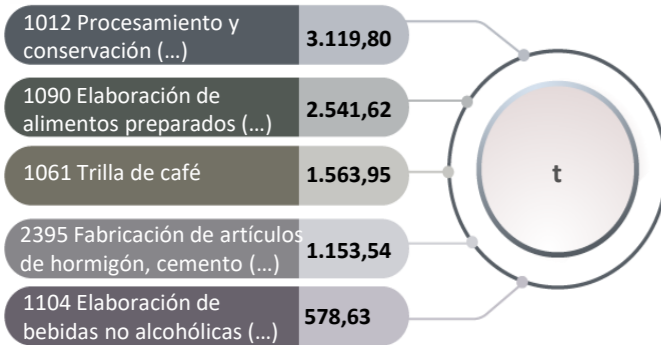 1012 Procesamiento y
conservación (...)
3.119,80
1090 Elaboración de
alimentos preparados (...)
2.541,62
1061 Trilla de café
1.563,95
t
2395 Fabricación de artículos
de hormigón, cemento (...)
1.153,54
1104 Elaboración de
bebidas no alcohólicas (...)
578,63